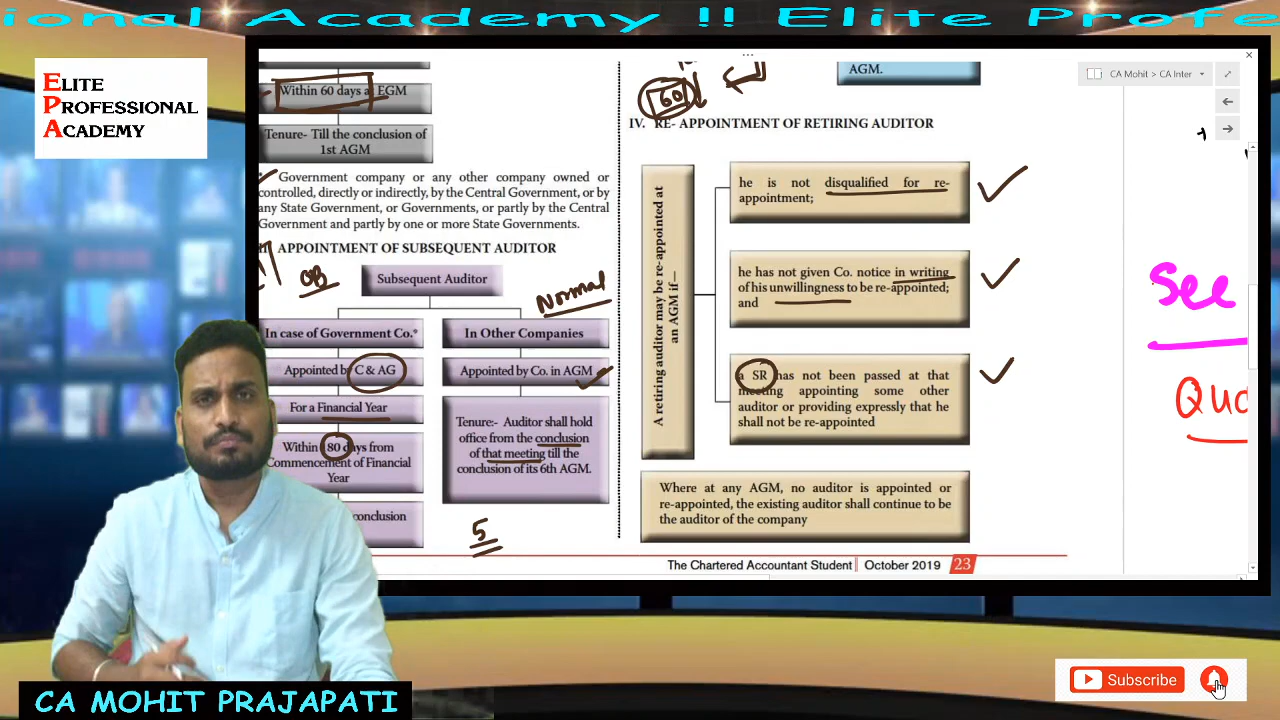 ional Academy !! Elite Profe
ELITE
PROFESSIONAL
ACADEMY
Within 60 days at EGM
Tenure- Till the conclusion of
1st AGM
Government company or any other company owned or
controlled, directly or indirectly, by the Central Government, or by
any State Government, or Governments, or partly by the Central
Government and partly by one or more State Governments.
APPOINTMENT OF SUBSEQUENT AUDITOR
Subsequent Auditor
Normal
In case of Government Co.*
In Other Companies
Appointed by C & AG
Appointed by Co. in AGM
For a Financial Year
Within 180 days from
Commencement of Financial
Year
conclusion
Tenure:- Auditor shall hold
office from the conclusion
of that meeting till the
conclusion of its 6th AGM.
5
60
AGM.
IV. RE- APPOINTMENT OF RETIRING AUDITOR
A retiring auditor may be re-appointed at
an AGM if—
he is not disqualified for re-
appointment;
he has not given Co. notice in writing
of his unwillingness to be re-appointed;
and
a SR has not been passed at that
meeting appointing some other
auditor or providing expressly that he
shall not be re-appointed
Where at any AGM, no auditor is appointed or
re-appointed, the existing auditor shall continue to be
the auditor of the company
The Chartered Accountant Student October 2019 23
CA Mohit > CA Inter
See
Subscribe
CA MOHIT PRAJAPATI